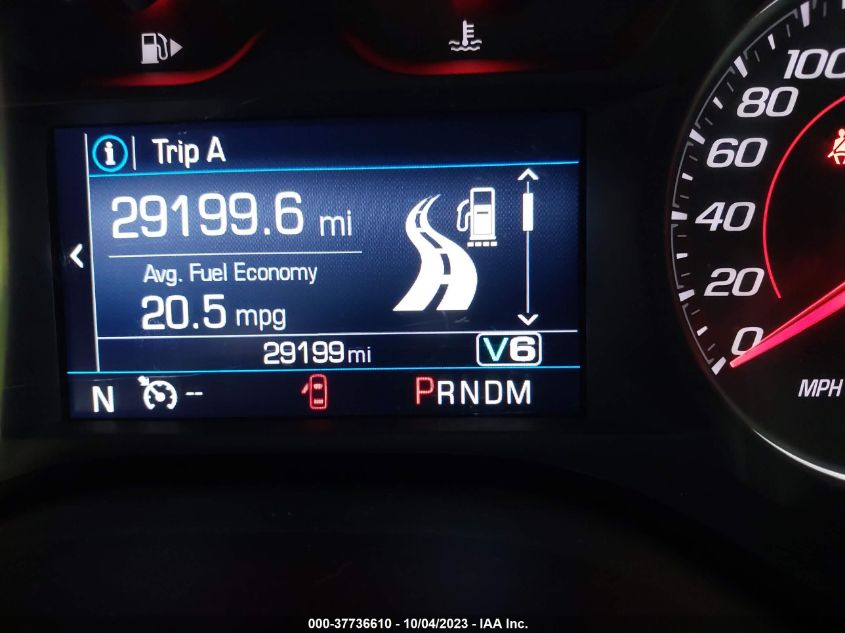 Trip A
29199.6 mi
Avg. Fuel Economy
20.5 mpg
29199 mi V6
N -- PRNDM
100
80
60
40
20
0
MPH
000-37736610 - 10/04/2023 - IAA Inc.